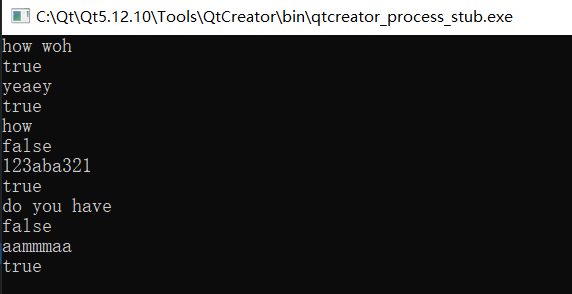 C:\Qt\Qt5.12.10\Tools\QtCreator\bin\qtcreator_process_stub.exe
how woh
true
yeaey
true
how
false
123aba321
true
do you have
false
aammmaa
true